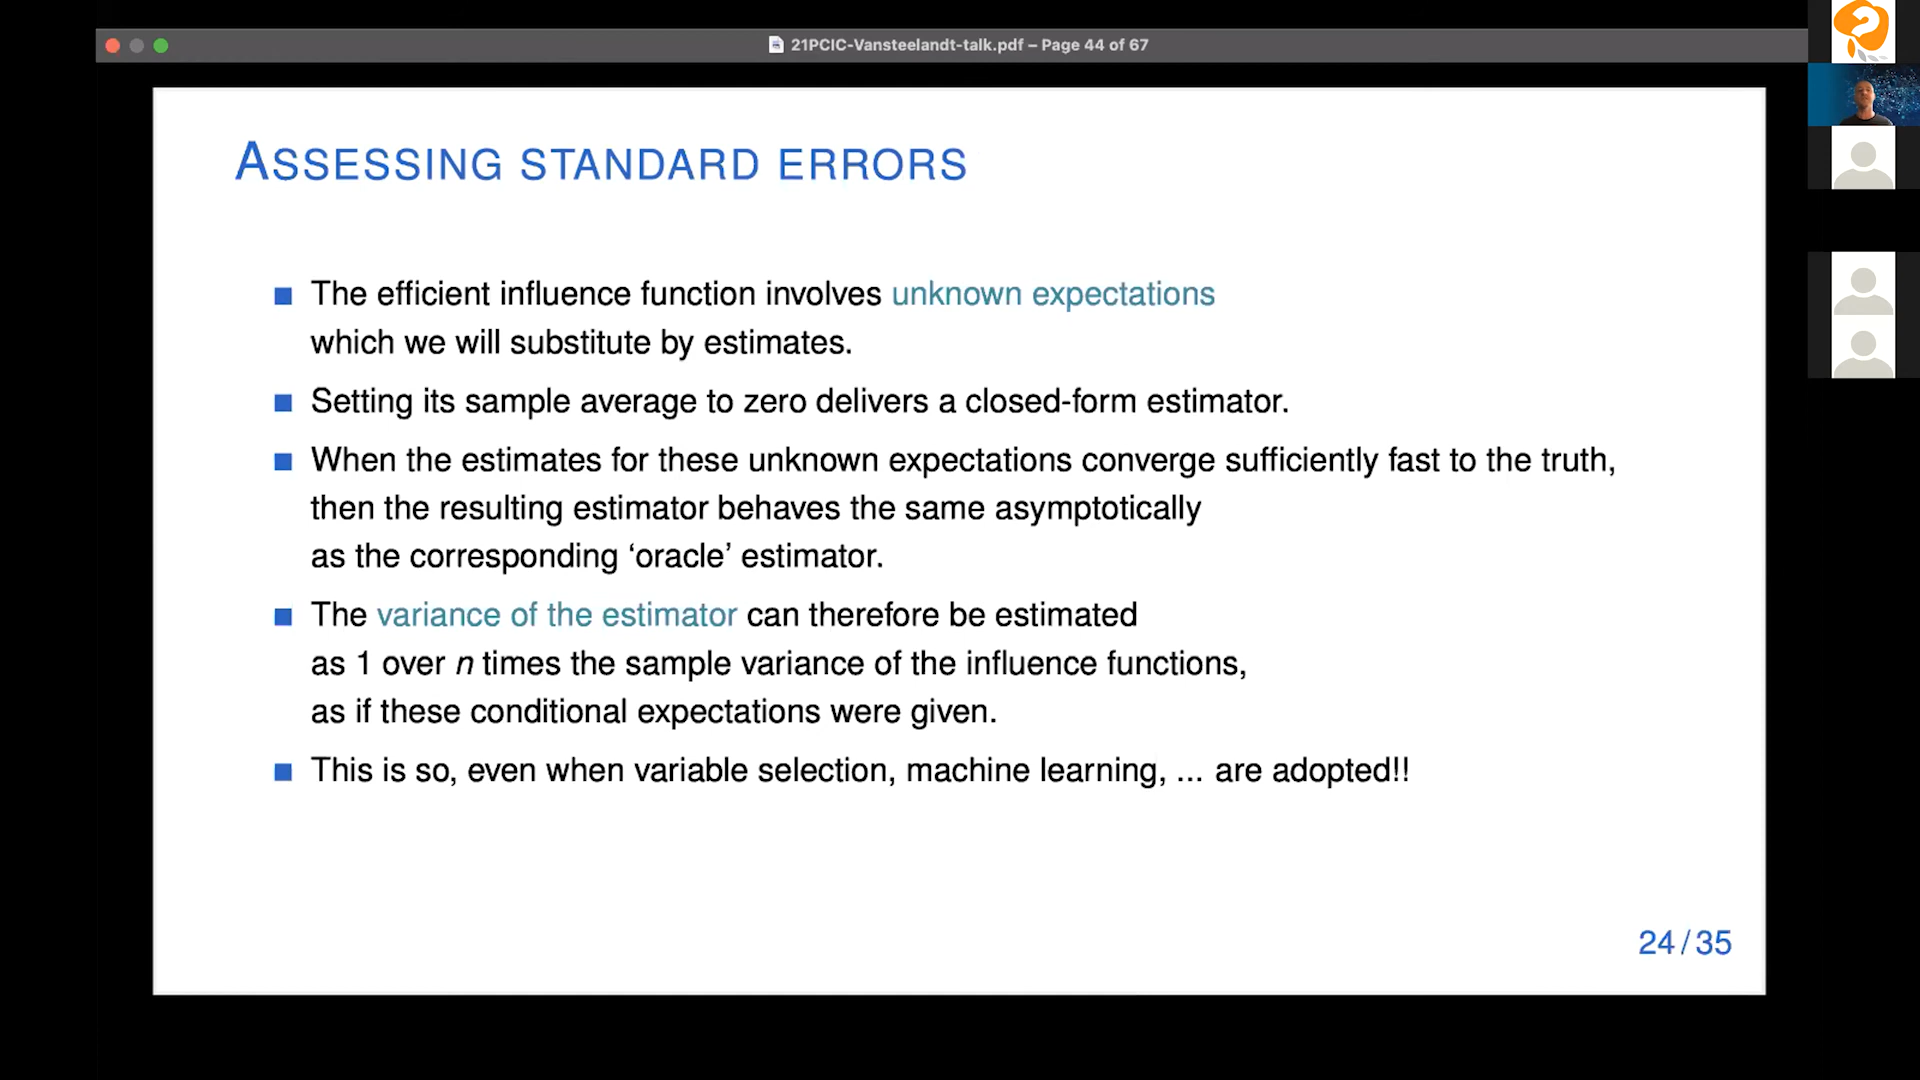 21PCIC-Vansteelandt-talk.pdf – Page 44 of 67
ASSESSING STANDARD ERRORS
The efficient influence function involves unknown expectations
which we will substitute by estimates.
Setting its sample average to zero delivers a closed-form estimator.
When the estimates for these unknown expectations converge sufficiently fast to the truth,
then the resulting estimator behaves the same asymptotically
as the corresponding ‘oracle’ estimator.
The variance of the estimator can therefore be estimated
as 1 over n times the sample variance of the influence functions,
as if these conditional expectations were given.
This is so, even when variable selection, machine learning, ... are adopted!!
24/35